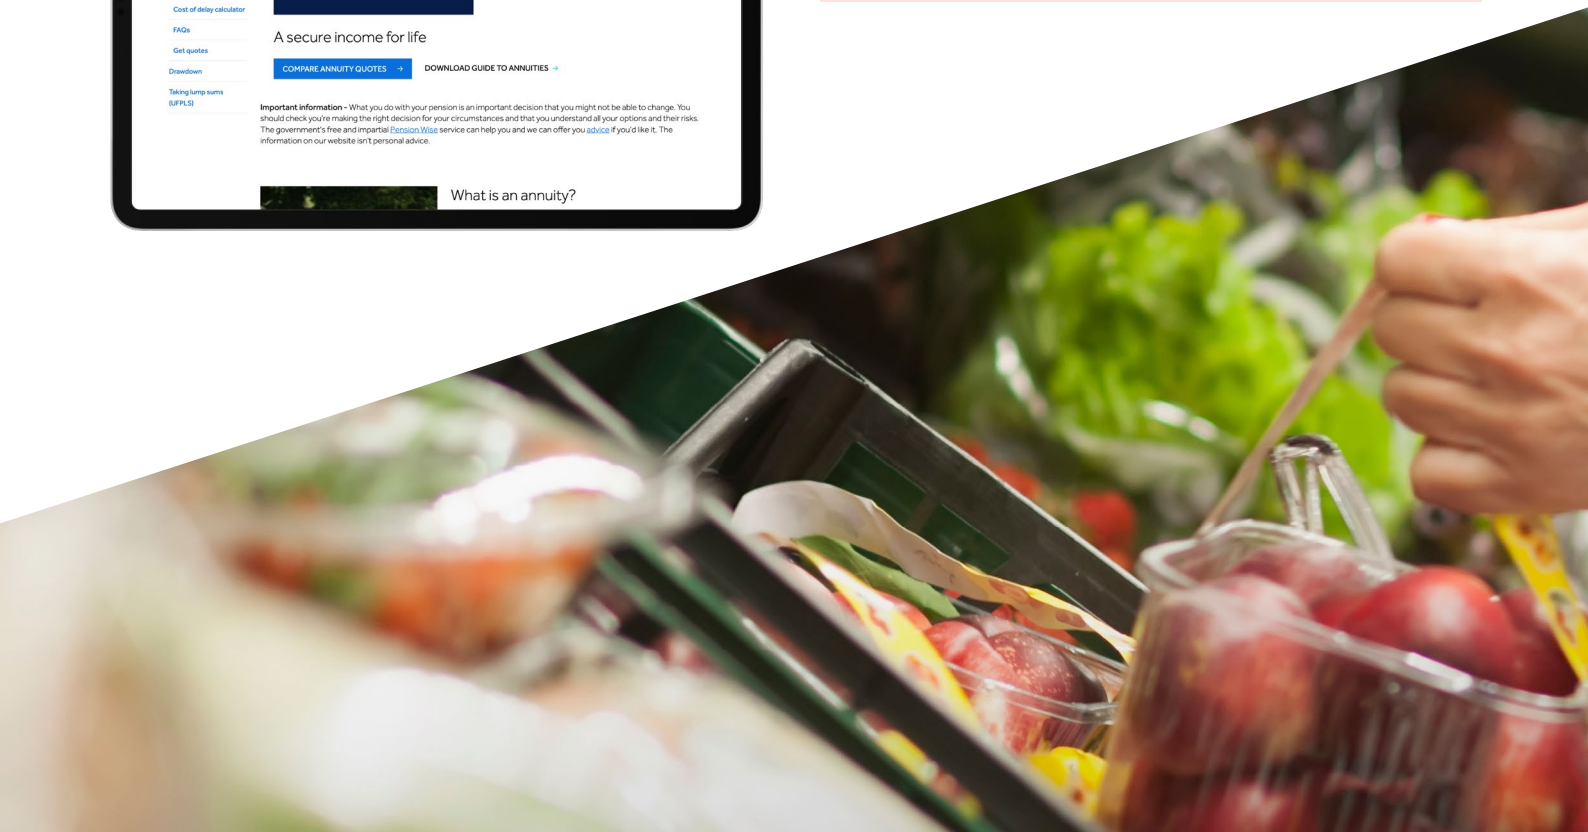 Cost of delay calculator
FAQs
Get quotes
Drawdown
Taking lump sums
(UFPLS)
A secure income for life
COMPARE ANNUITY QUOTES →
DOWNLOAD GUIDE TO ANNUITIES →
Important information - What you do with your pension is an important decision that you might not be able to change. You
should check you're making the right decision for your circumstances and that you understand all your options and their risks.
The government's free and impartial Pension Wise service can help you and we can offer you advice if you'd like it. The
information on our website isn't personal advice.
What is an annuity?